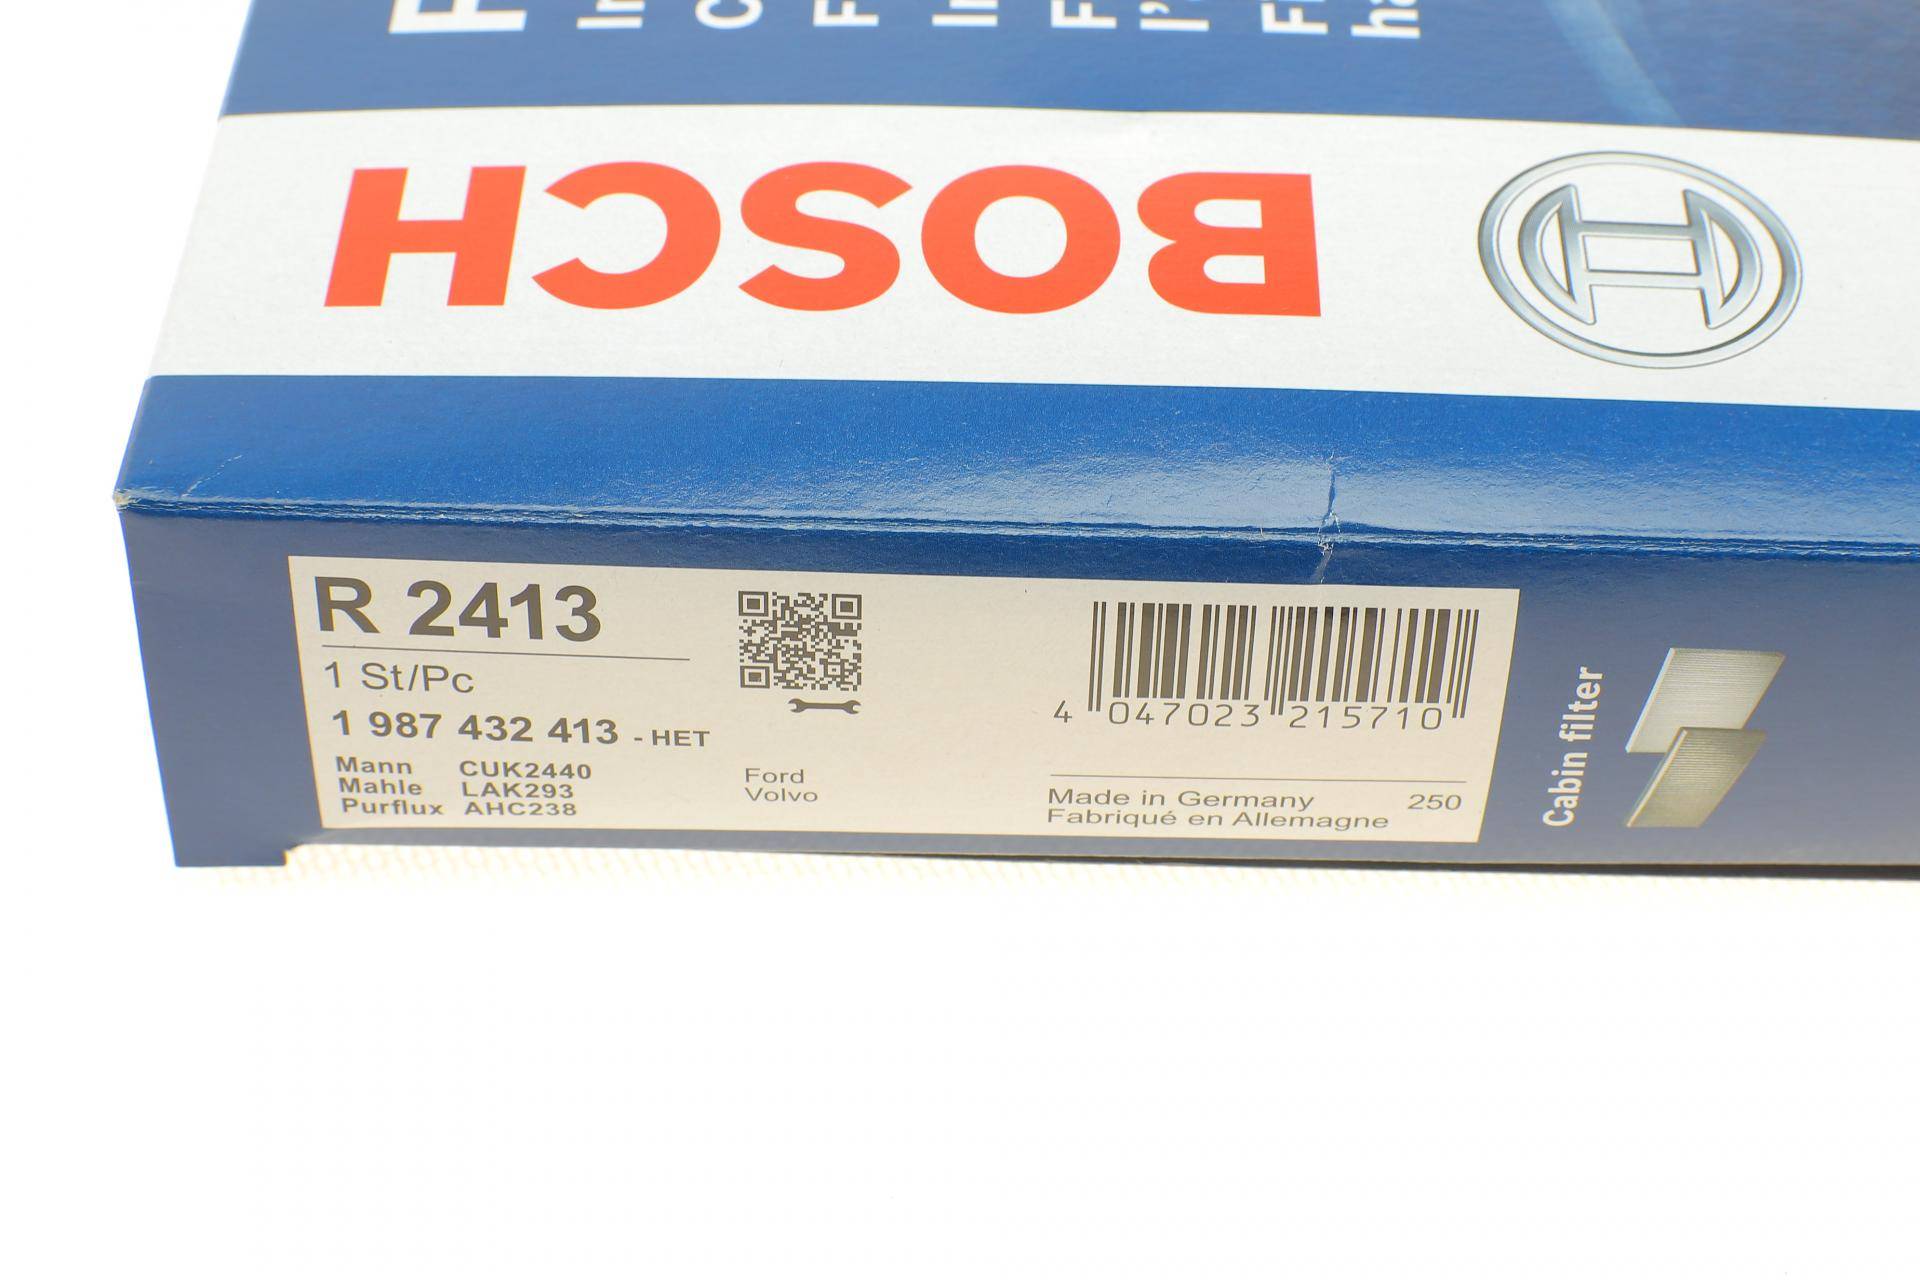 BOSCH
R 2413
1 St/Pc
1 987 432 413 - HET
Mann CUK2440
Mahle LAK293
Purflux AHC238
Ford
Volvo
4 047023 215710
Made in Germany 250
Fabriqué en Allemagne
Cabin filter